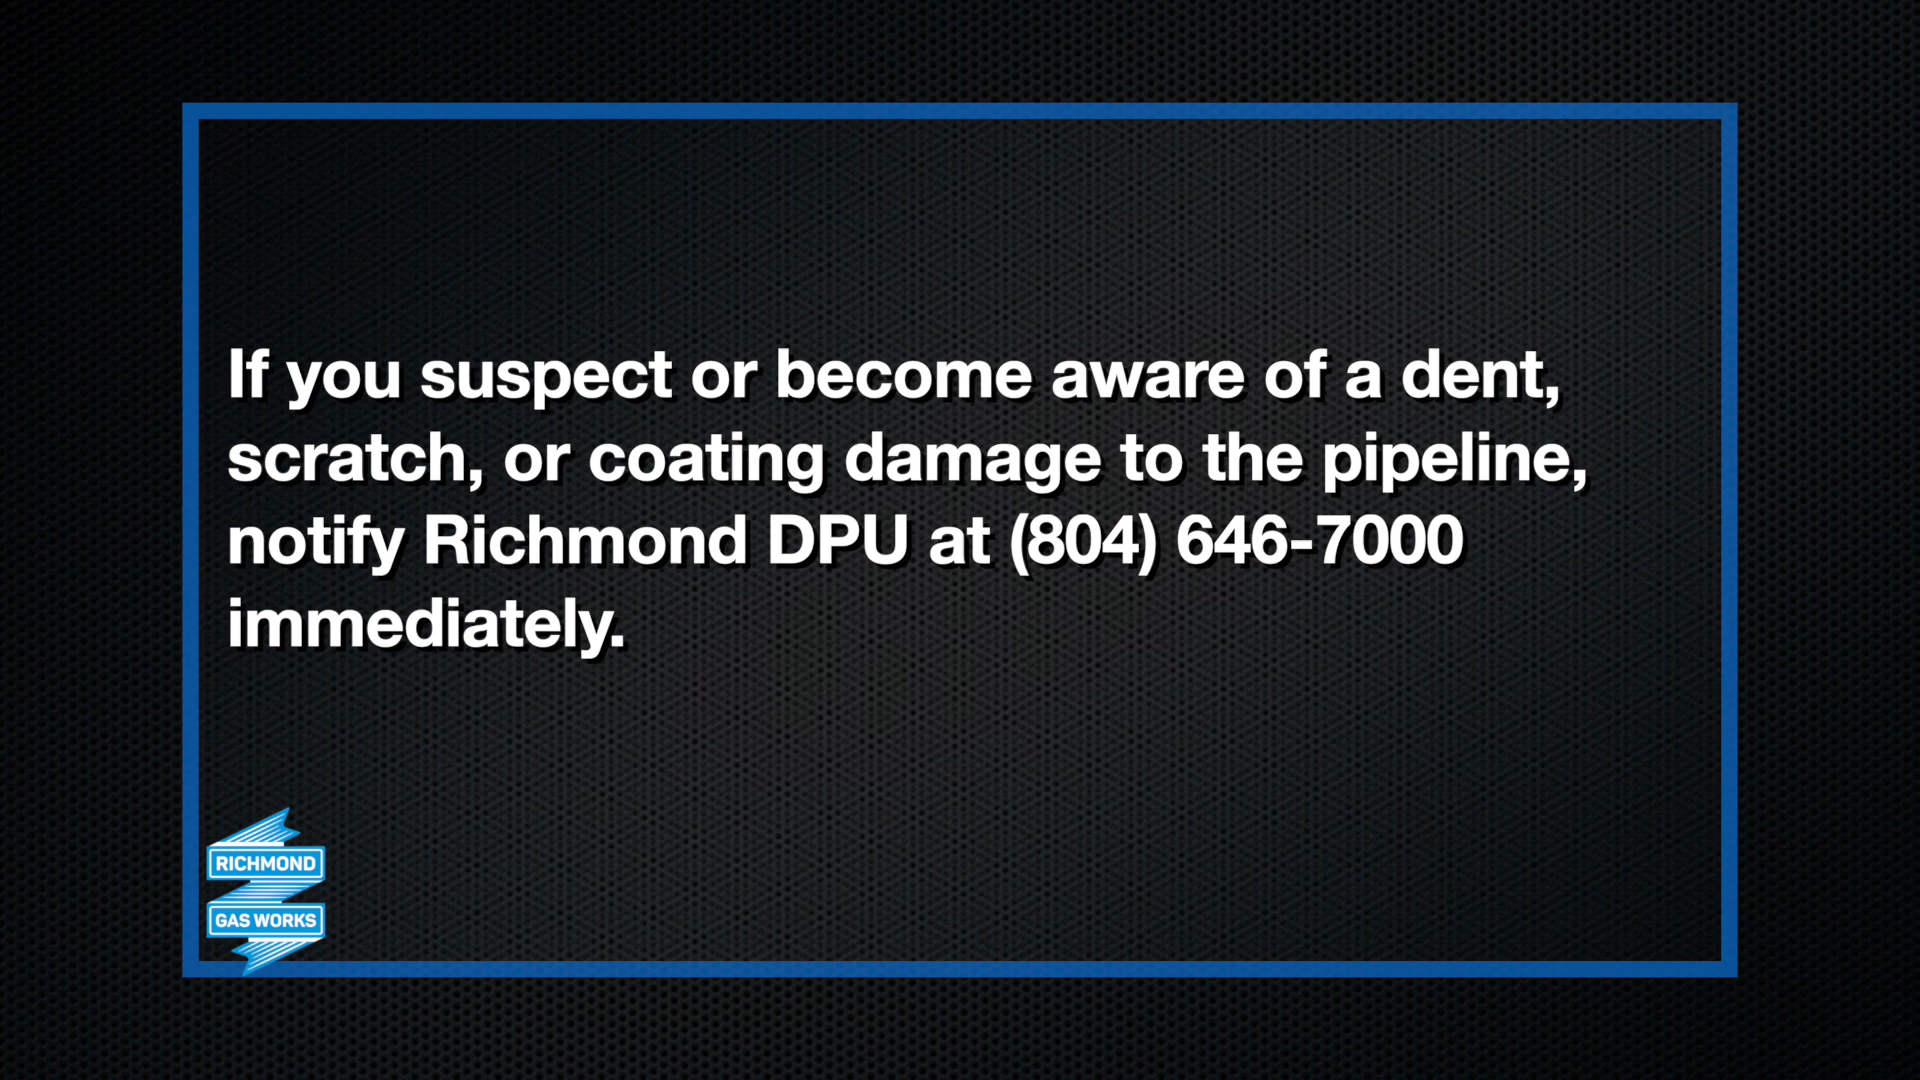 If you suspect or become aware of a dent,
scratch, or coating damage to the pipeline,
notify Richmond DPU at (804) 646-7000
immediately.
RICHMOND
GAS WORKS